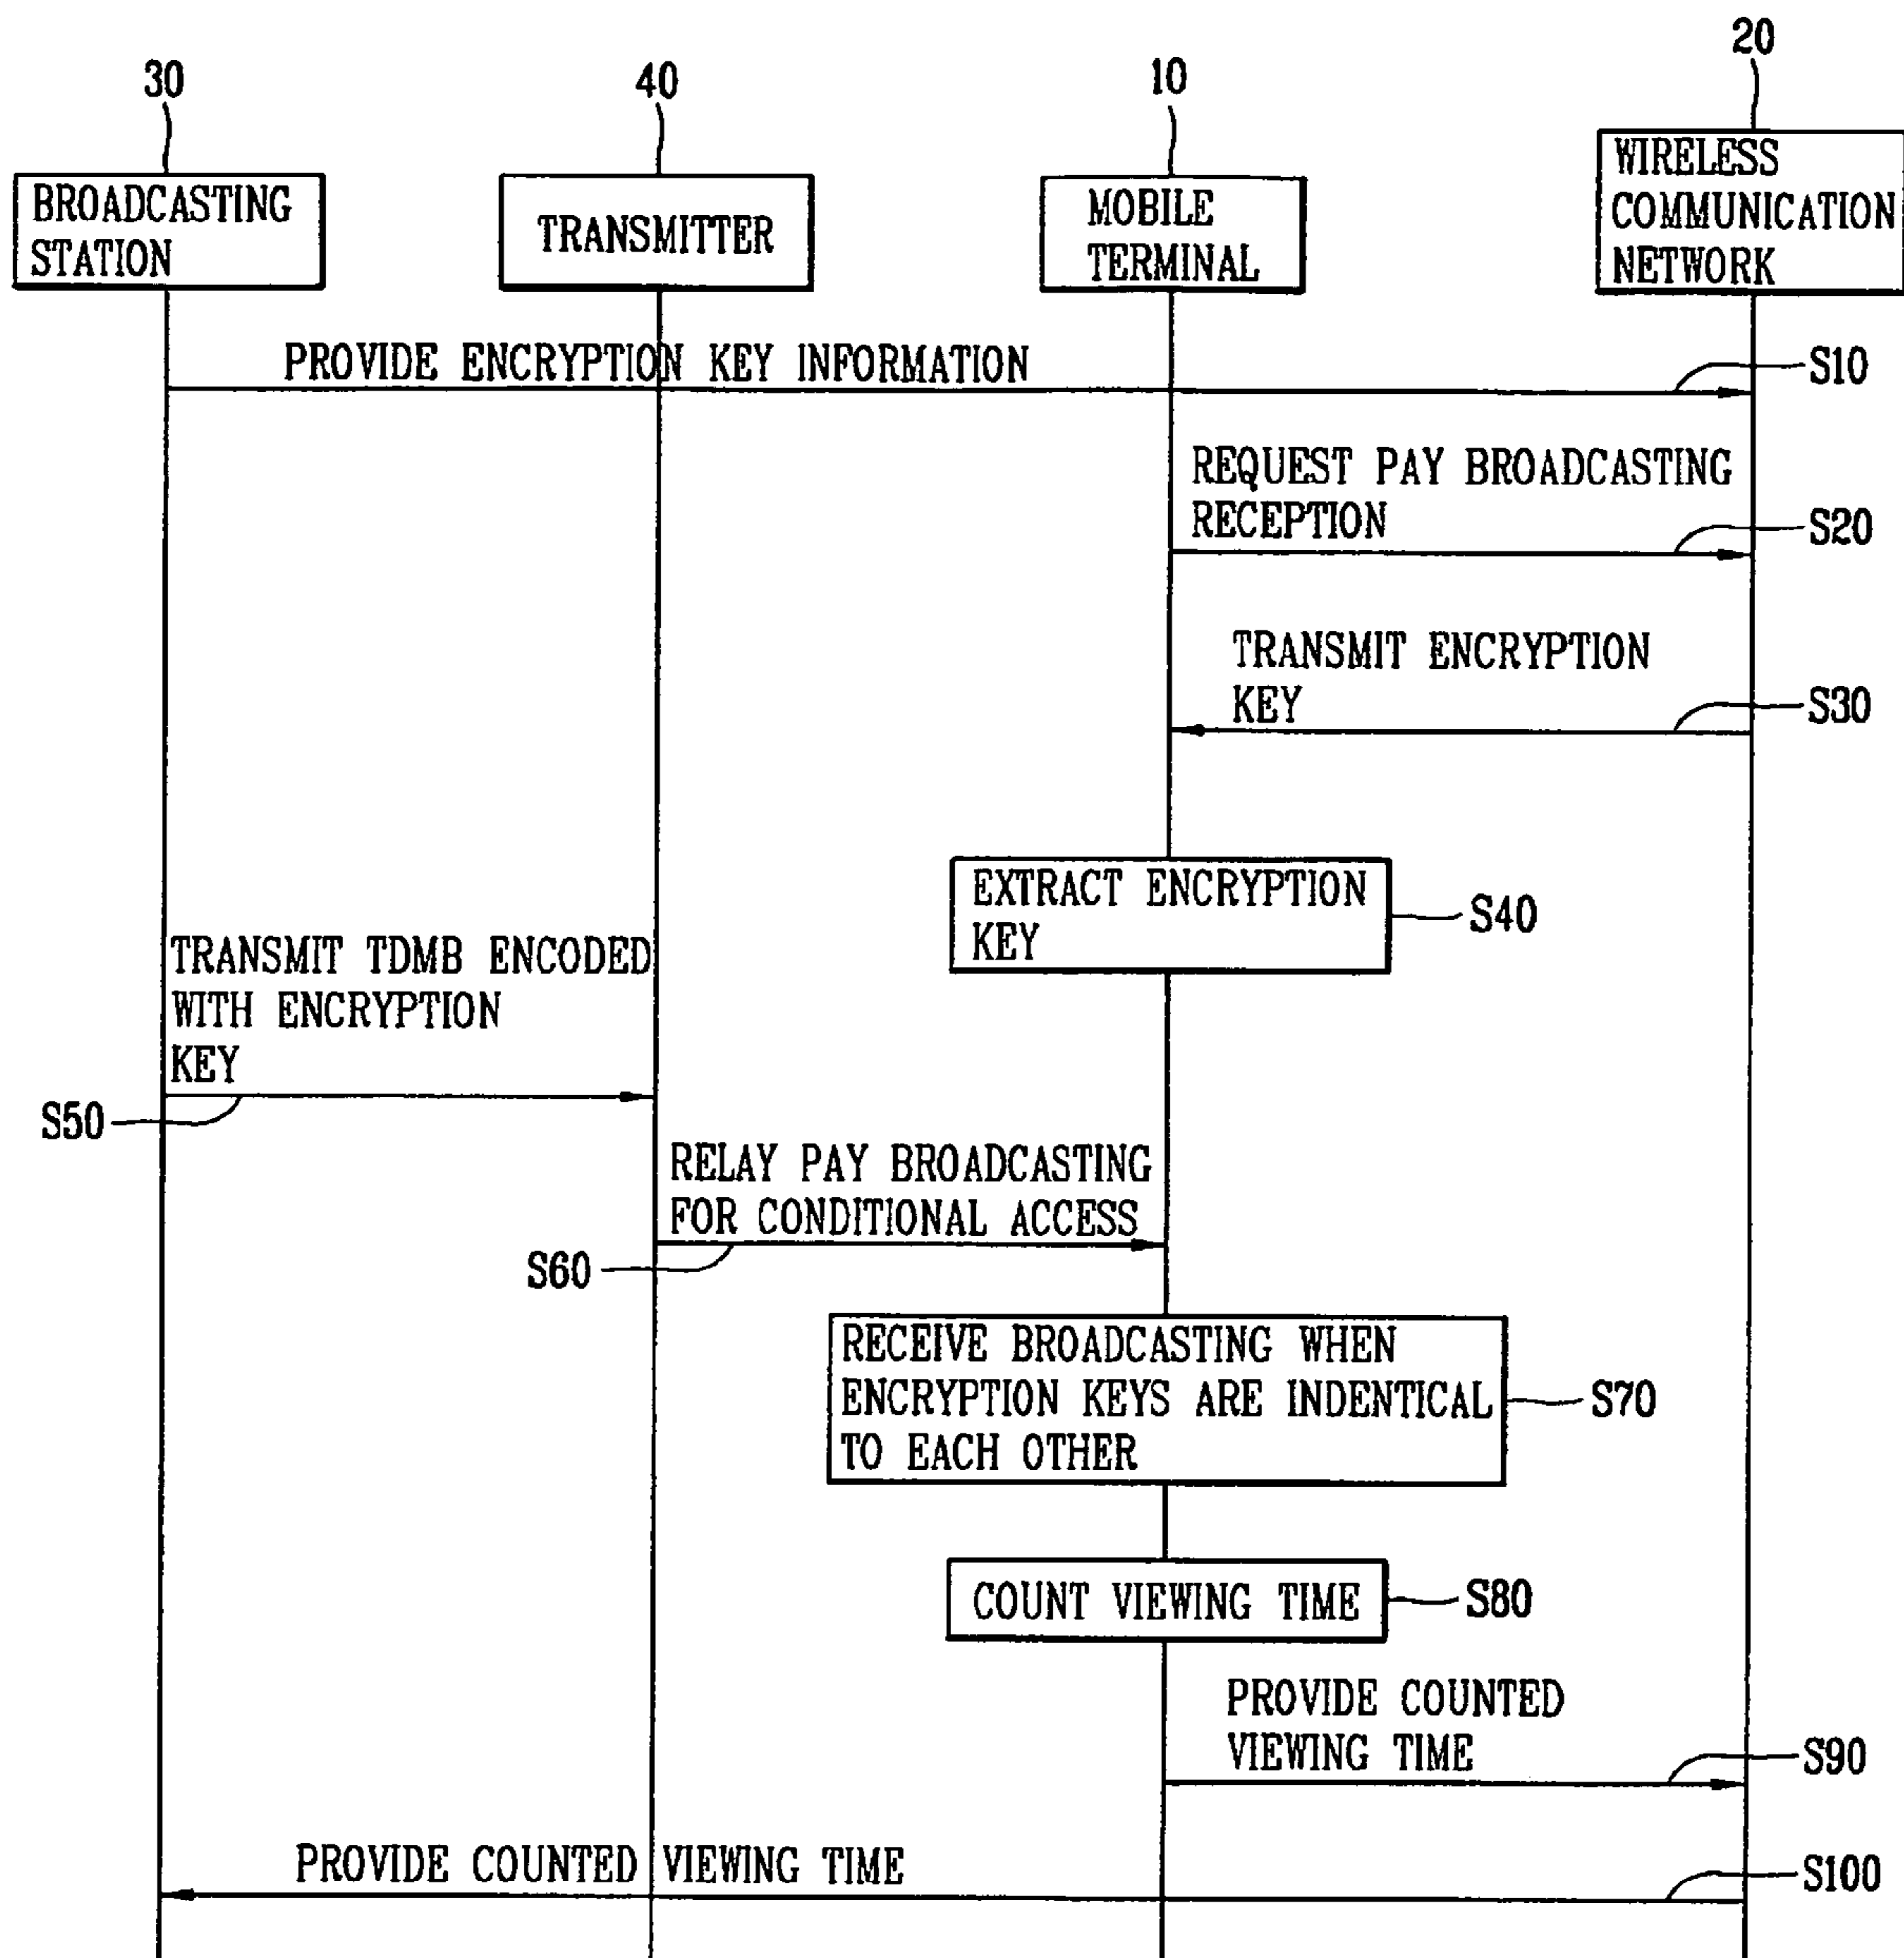 30
40
10
20
BROADCASTING
STATION
TRANSMITTER
MOBILE
TERMINAL
WIRELESS
COMMUNICATION
NETWORK
PROVIDE ENCRYPTION KEY INFORMATION
S10
REQUEST PAY BROADCASTING
RECEPTION
S20
TRANSMIT ENCRYPTION
KEY
S30
EXTRACT ENCRYPTION
KEY
S40
TRANSMIT TDMB ENCODED
WITH ENCRYPTION
KEY
S50
RELAY PAY BROADCASTING
FOR CONDITIONAL ACCESS
S60
RECEIVE BROADCASTING WHEN
ENCRYPTION KEYS ARE INDENTICAL
TO EACH OTHER
S70
COUNT VIEWING TIME
S80
PROVIDE COUNTED
VIEWING TIME
S90
PROVIDE COUNTED VIEWING TIME
S100